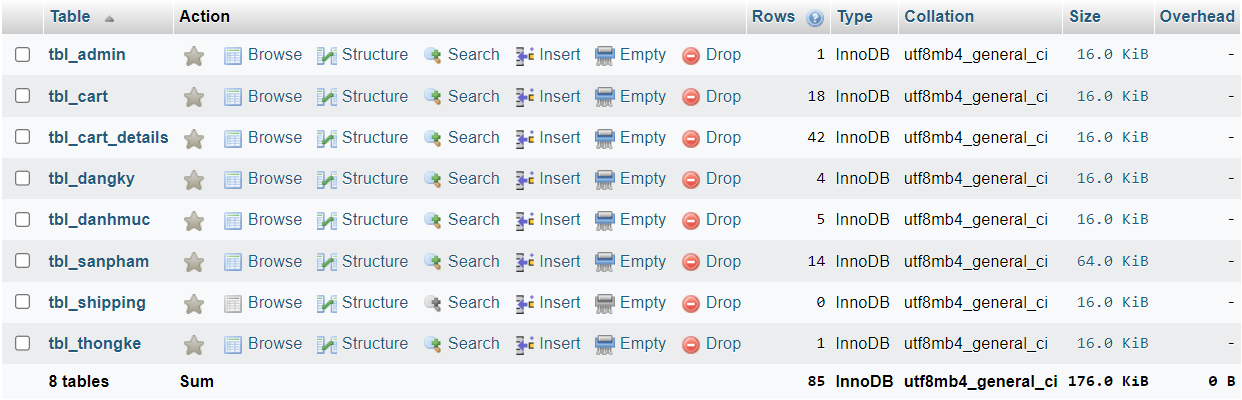 Table Action Rows Type Collation Size Overhead
tbl_admin Browse Structure Search Insert Empty Drop 1 InnoDB utf8mb4_general_ci 16.0 KiB -
tbl_cart Browse Structure Search Insert Empty Drop 18 InnoDB utf8mb4_general_ci 16.0 KiB -
tbl_cart_details Browse Structure Search Insert Empty Drop 42 InnoDB utf8mb4_general_ci 16.0 KiB -
tbl_dangky Browse Structure Search Insert Empty Drop 4 InnoDB utf8mb4_general_ci 16.0 KiB -
tbl_danhmuc Browse Structure Search Insert Empty Drop 5 InnoDB utf8mb4_general_ci 16.0 KiB -
tbl_sanpham Browse Structure Search Insert Empty Drop 14 InnoDB utf8mb4_general_ci 64.0 KiB -
tbl_shipping Browse Structure Search Insert Empty Drop 0 InnoDB utf8mb4_general_ci 16.0 KiB -
tbl_thongke Browse Structure Search Insert Empty Drop 1 InnoDB utf8mb4_general_ci 16.0 KiB -
8 tables Sum 85 InnoDB utf8mb4_general_ci 176.0 KiB 0 B